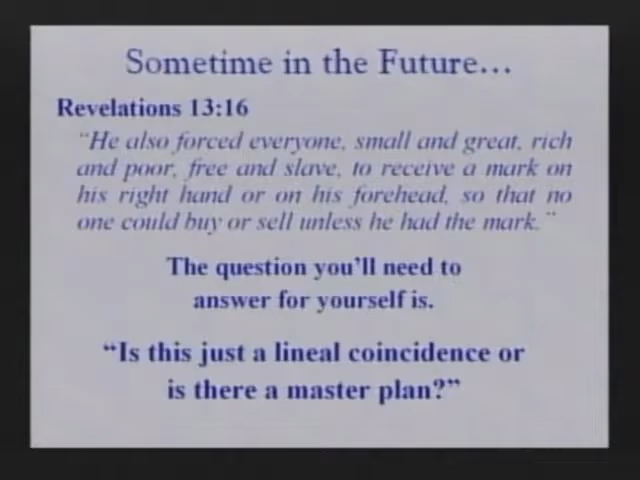 Sometime in the Future...
Revelations 13:16
"He also forced everyone, small and great, rich
and poor, free and slave, to receive a mark on
his right hand or on his forehead, so that no
one could buy or sell unless he had the mark."
The question you'll need to
answer for yourself is.
"Is this just a lineal coincidence or
is there a master plan?"